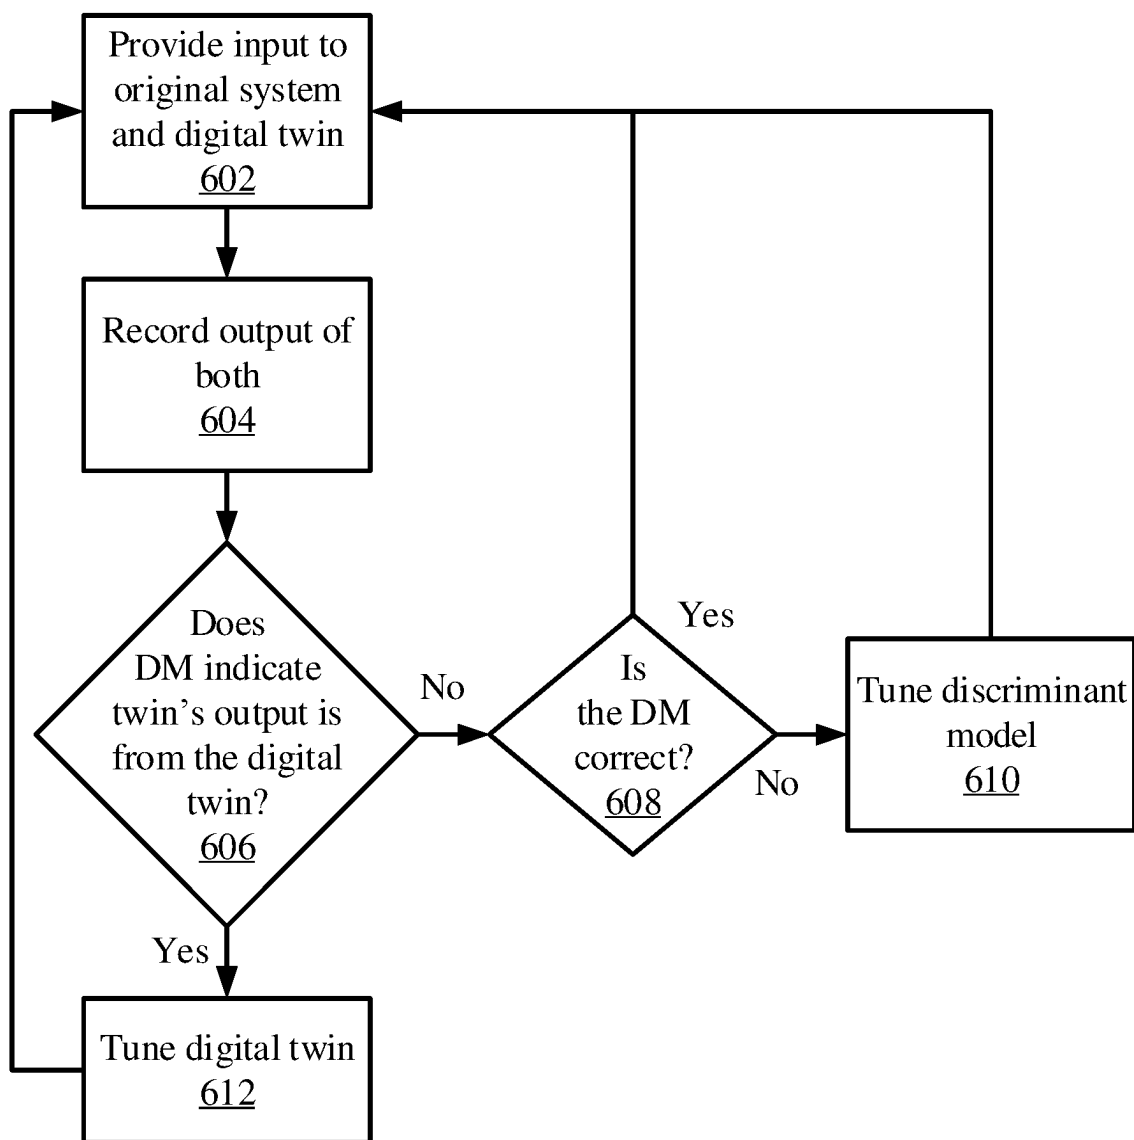 Provide input to
original system
and digital twin
602
Record output of
both
604
Does
DM indicate
twin's output is
from the digital
twin?
606
No
Yes
Is
the DM
correct?
608
Yes
No
Tune discriminant
model
610
Tune digital twin
612